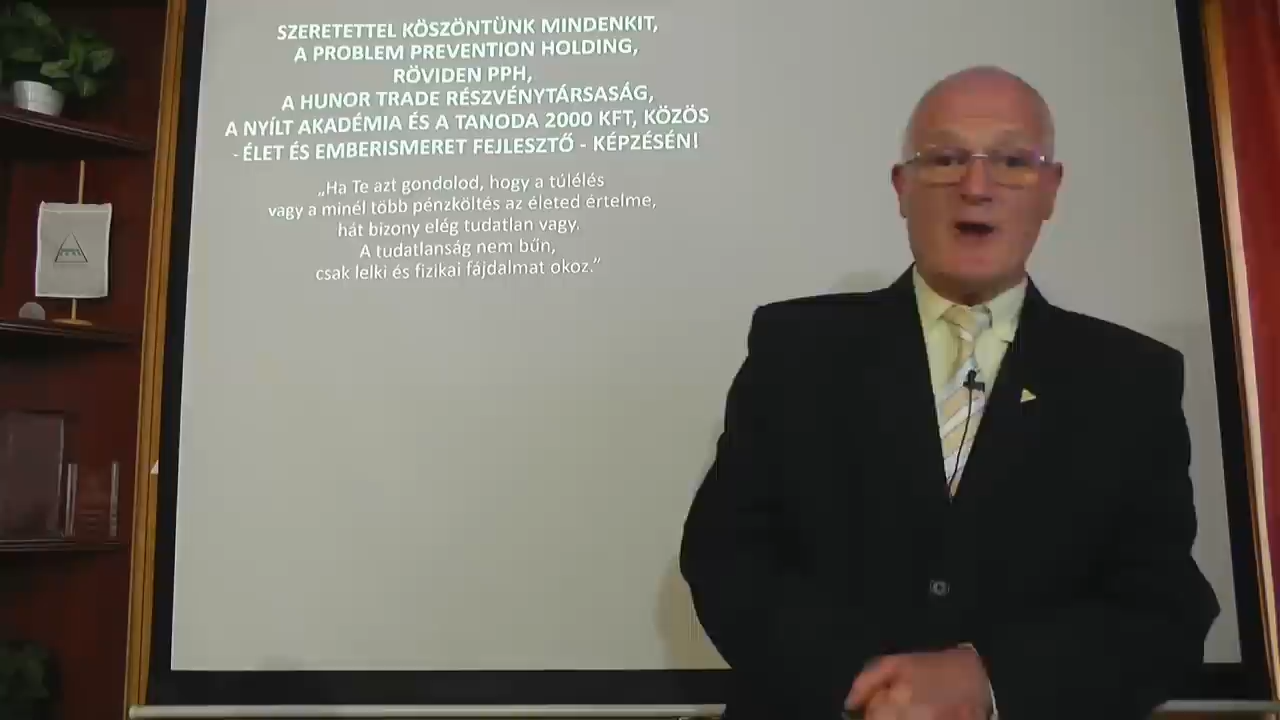 SZERETETTEL KÖSZÖNTÜNK MINDENKIT,
A PROBLEM PREVENTION HOLDING,
RÖVIDEN PPH,
A HUNOR TRADE RÉSZVÉNYTÁRSASÁG,
A NYÍLT AKADÉMIA ÉS A TANODA 2000 KFT, KÖZÖS
- ÉLET ÉS EMBERISMERET FEJLESZTŐ - KÉPZÉSÉN!
„Ha Te azt gondolod, hogy a túlélés
vagy a minél több pénzköltés az életed értelme,
hát bizony elég tudatlan vagy.
A tudatlanság nem bűn,
csak lelki és fizikai fájdalmat okoz.”